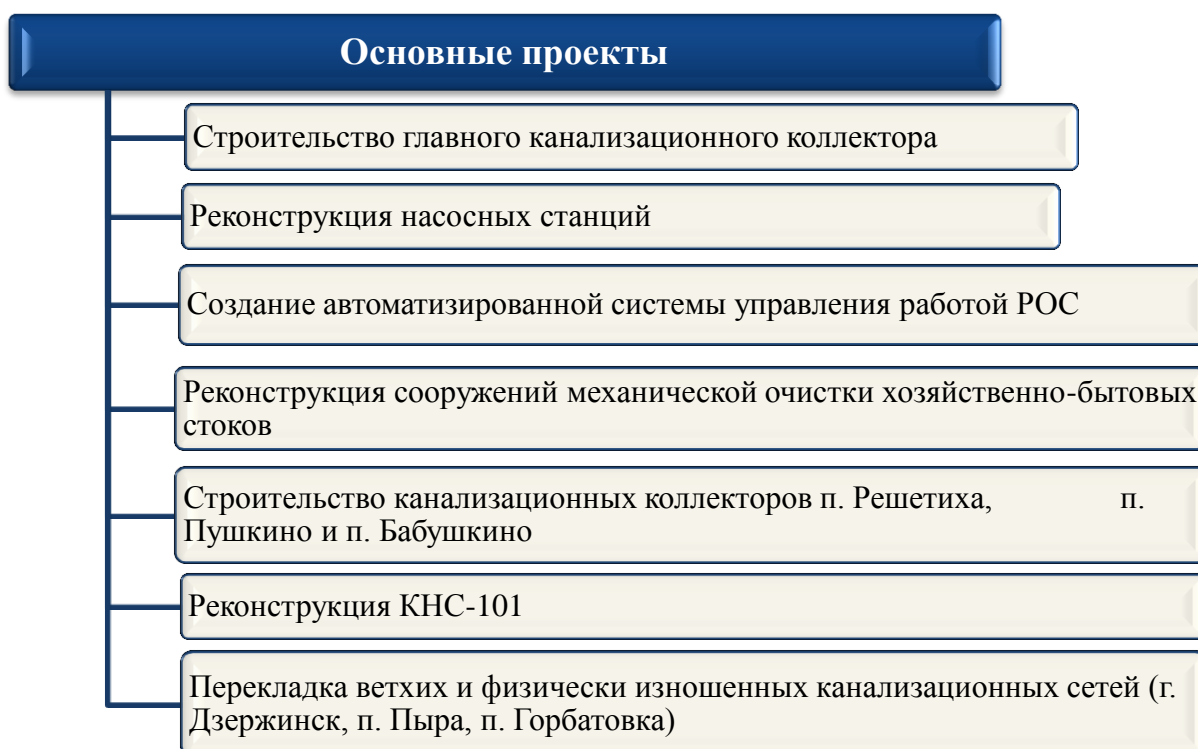 Основные проекты
Строительство главного канализационного коллектора
Реконструкция насосных станций
Создание автоматизированной системы управления работой РОС
Реконструкция сооружений механической очистки хозяйственно-бытовых
стоков
Строительство канализационных коллекторов п. Решетиха, п.
Пушкино и п. Бабушкино
Реконструкция КНС-101
Перекладка ветхих и физически изношенных канализационных сетей (г.
Дзержинск, п. Пыра, п. Горбатовка)